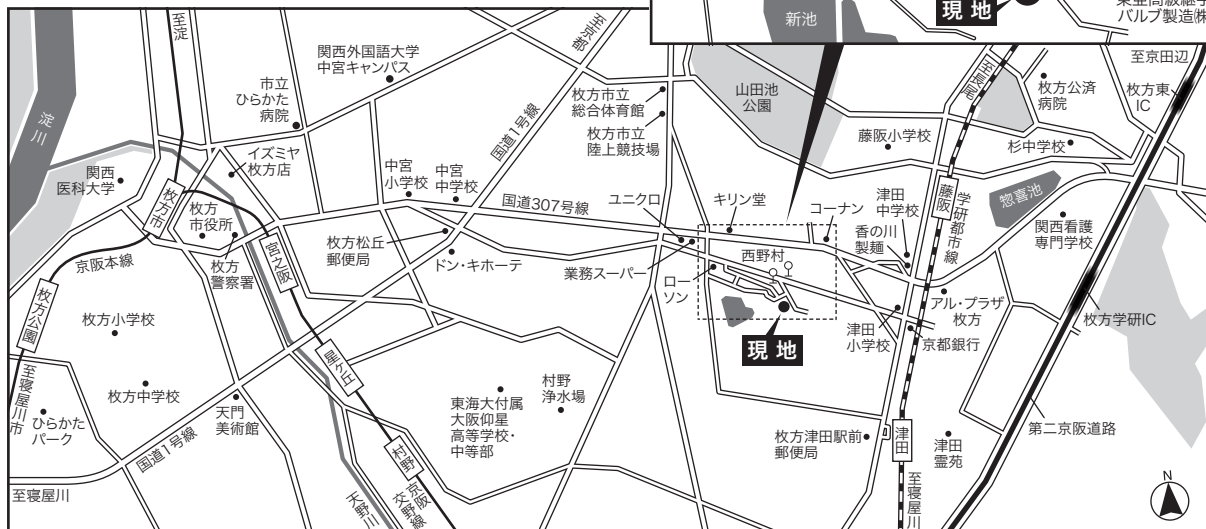 新池
現 地
バルブ製造㈱
至淀
関西外国語大学
中宮キャンパス
至京都
市立
ひらかた
病院
枚方市立
総合体育館
枚方市立
陸上競技場
山田池
公園
至長尾
枚方公済
病院
至京田辺
枚方東
IC
淀川
関西
医科大学
イズミヤ
枚方店
中宮
小学校
中宮
中学校
国道1号線
藤阪小学校
杉中学校
枚方市
枚方
市役所
枚方
警察署
宮之阪
枚方松丘
郵便局
ドン・キホーテ
国道307号線
ユニクロ
キリン堂
コーナン
業務スーパー
ロー
ソン
西野村
津田
中学校
香の川
製麺
藤阪
学研都市線
惣喜池
関西看護
専門学校
京阪本線
枚方公園
枚方小学校
枚方中学校
至寝屋川市
ひらかた
パーク
天門
美術館
国道1号線
至寝屋川
星ヶ丘
東海大付属
大阪仰星
高等学校・
中等部
村野
浄水場
現 地
津田
小学校
アル・プラザ
枚方
京都銀行
枚方学研IC
第二京阪道路
枚方津田駅前
郵便局
津田
津田
霊苑
至寝屋川
村野
京阪
交野線
天野川
N